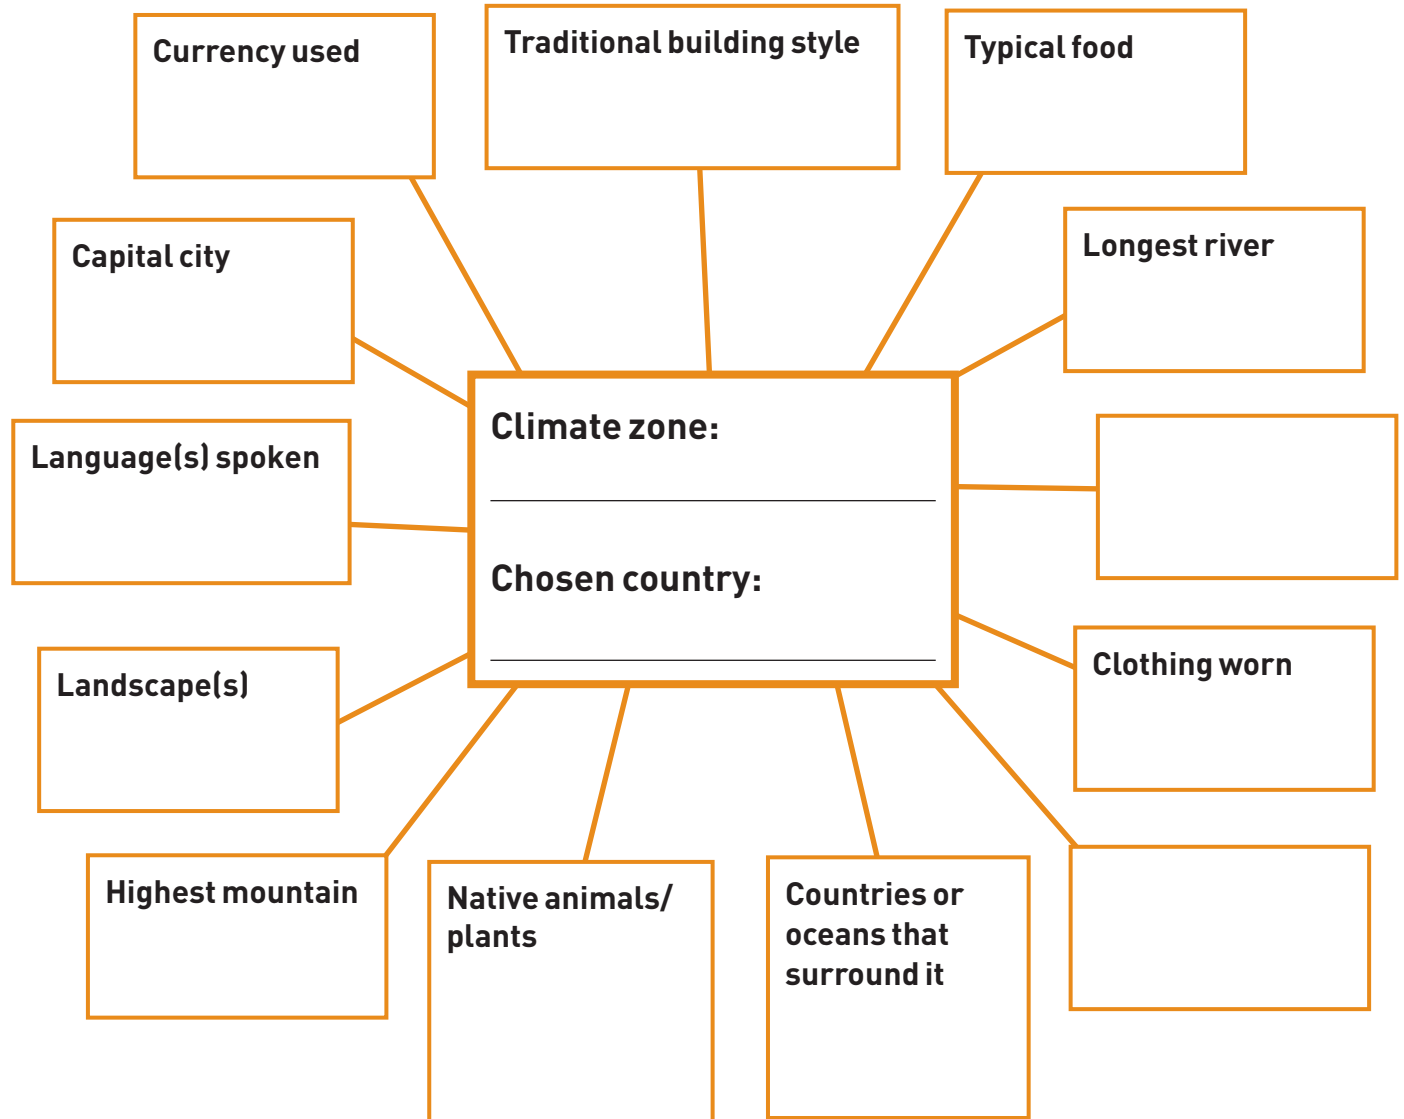 Currency used
Traditional building style
Typical food
Capital city
Longest river
Climate zone:
Language(s) spoken
Chosen country:
Landscape(s)
Clothing worn
Highest mountain
Native animals/
plants
Countries or
oceans that
surround it